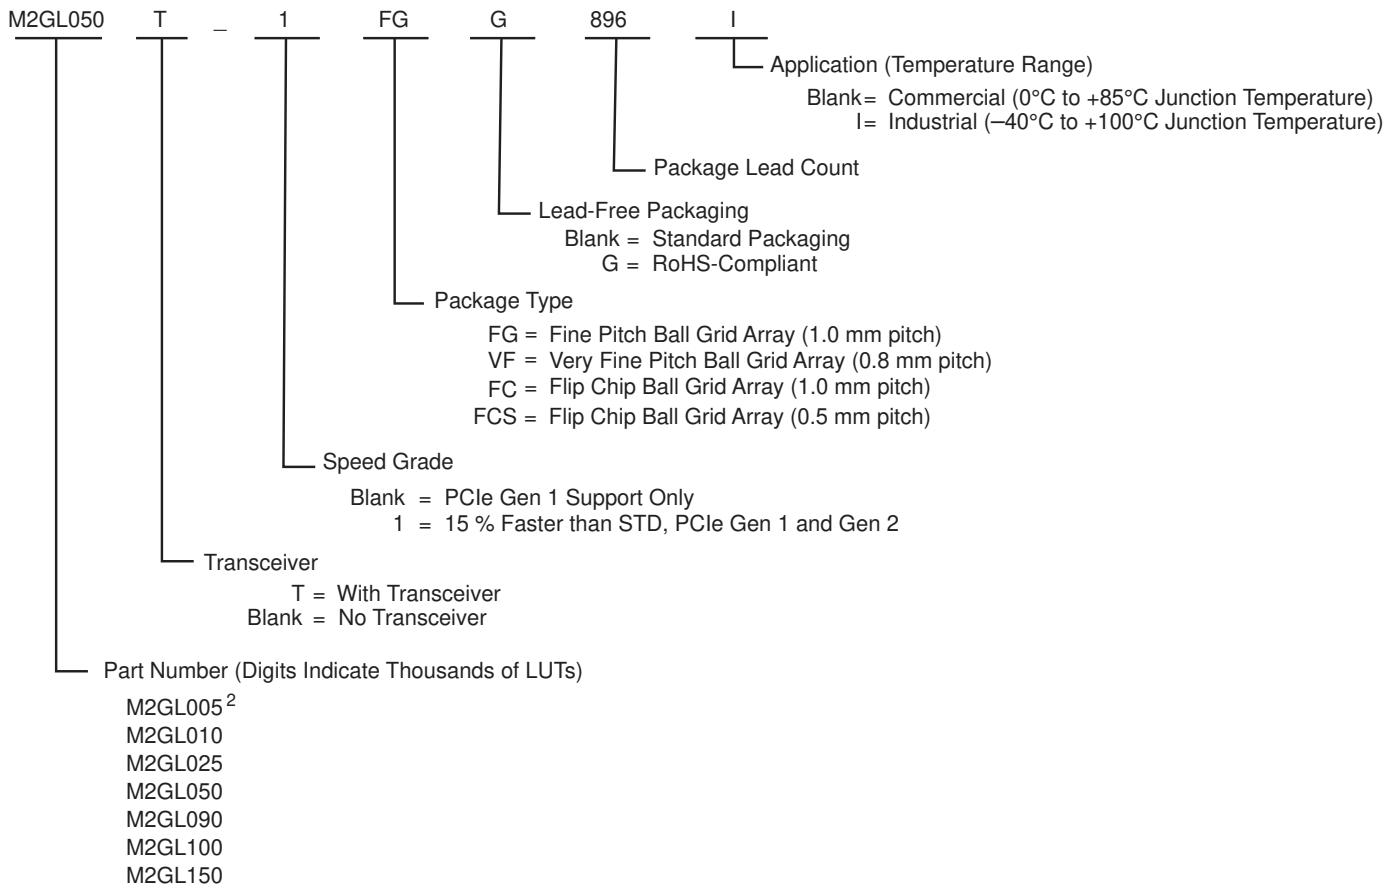 M2GL050 T _ 1 FG G 896 I
Application (Temperature Range)
Blank= Commercial (0°C to +85°C Junction Temperature)
I= Industrial (–40°C to +100°C Junction Temperature)
Package Lead Count
Lead-Free Packaging
Blank = Standard Packaging
G = RoHS-Compliant
Package Type
FG = Fine Pitch Ball Grid Array (1.0 mm pitch)
VF = Very Fine Pitch Ball Grid Array (0.8 mm pitch)
FC = Flip Chip Ball Grid Array (1.0 mm pitch)
FCS = Flip Chip Ball Grid Array (0.5 mm pitch)
Speed Grade
Blank = PCIe Gen 1 Support Only
1 = 15 % Faster than STD, PCIe Gen 1 and Gen 2
Transceiver
T = With Transceiver
Blank = No Transceiver
Part Number (Digits Indicate Thousands of LUTs)
M2GL005 2
M2GL010
M2GL025
M2GL050
M2GL090
M2GL100
M2GL150